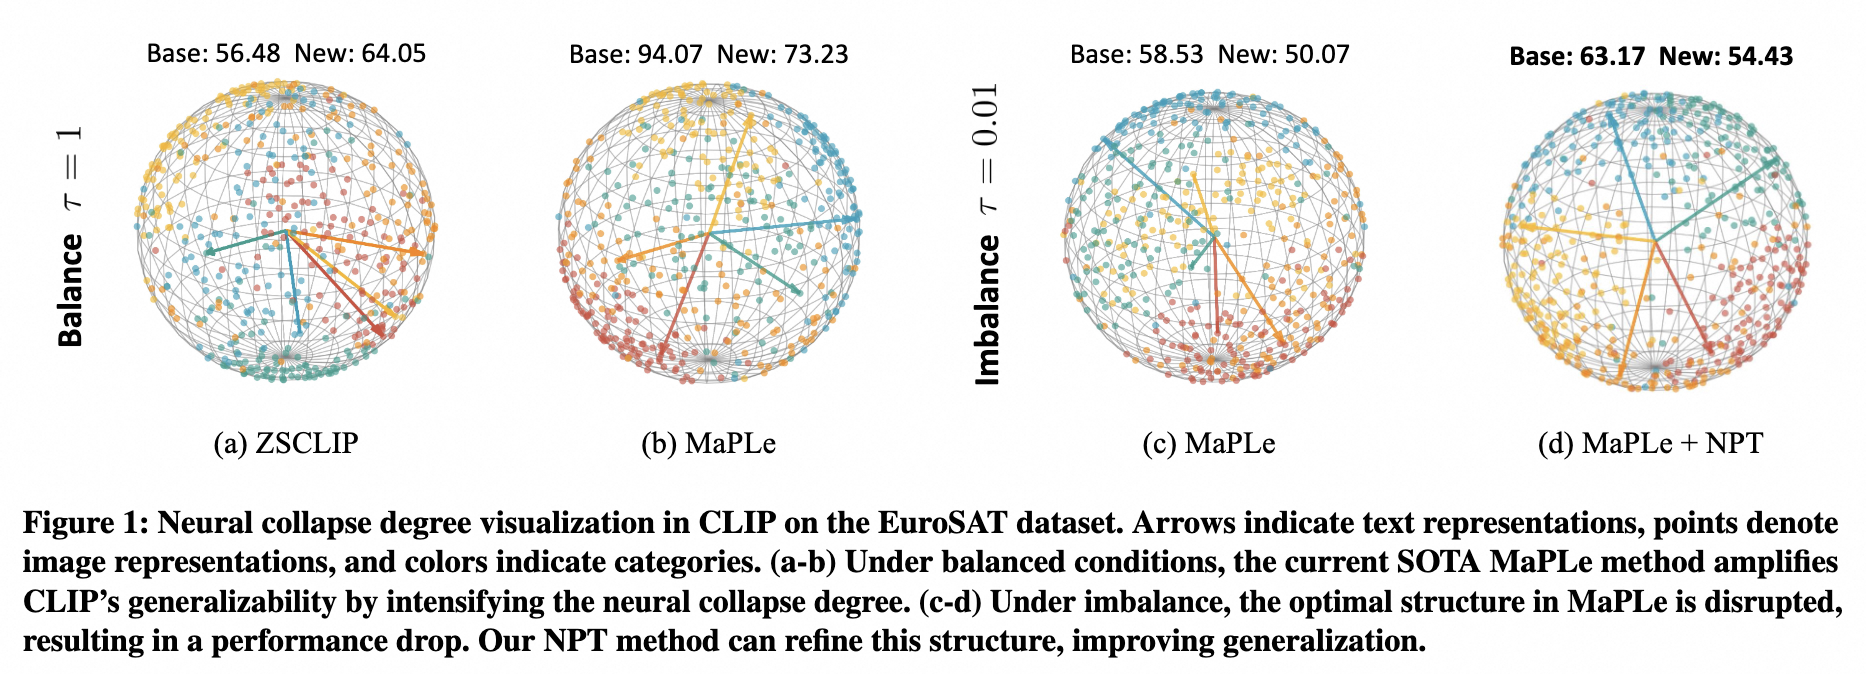 Base: 56.48 New: 64.05
Base: 94.07 New: 73.23
Base: 58.53 New: 50.07
Base: 63.17 New: 54.43
Balance τ = 1
Imbalance τ = 0.01
(a) ZSCLIP
(b) MaPLe
(c) MaPLe
(d) MaPLe + NPT
Figure 1: Neural collapse degree visualization in CLIP on the EuroSAT dataset. Arrows indicate text representations, points denote
image representations, and colors indicate categories. (a-b) Under balanced conditions, the current SOTA MaPLe method amplifies
CLIP’s generalizability by intensifying the neural collapse degree. (c-d) Under imbalance, the optimal structure in MaPLe is disrupted,
resulting in a performance drop. Our NPT method can refine this structure, improving generalization.